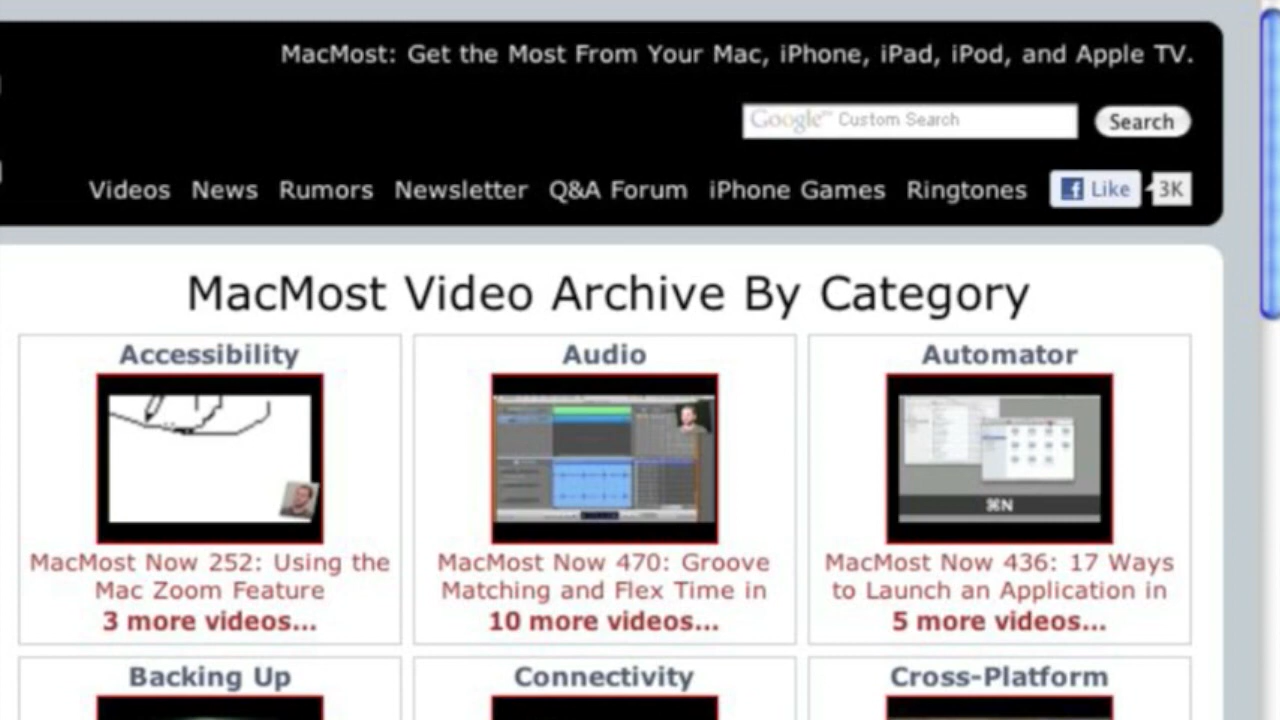 MacMost: Get the Most From Your Mac, iPhone, iPad, iPod, and Apple TV.
Google™ Custom Search
Search
Videos News Rumors Newsletter Q&A Forum iPhone Games Ringtones Like 3K
MacMost Video Archive By Category
Accessibility
Audio
Automator
⌘N
MacMost Now 252: Using the
Mac Zoom Feature
3 more videos...
MacMost Now 470: Groove
Matching and Flex Time in
10 more videos...
MacMost Now 436: 17 Ways
to Launch an Application in
5 more videos...
Backing Up
Connectivity
Cross-Platform